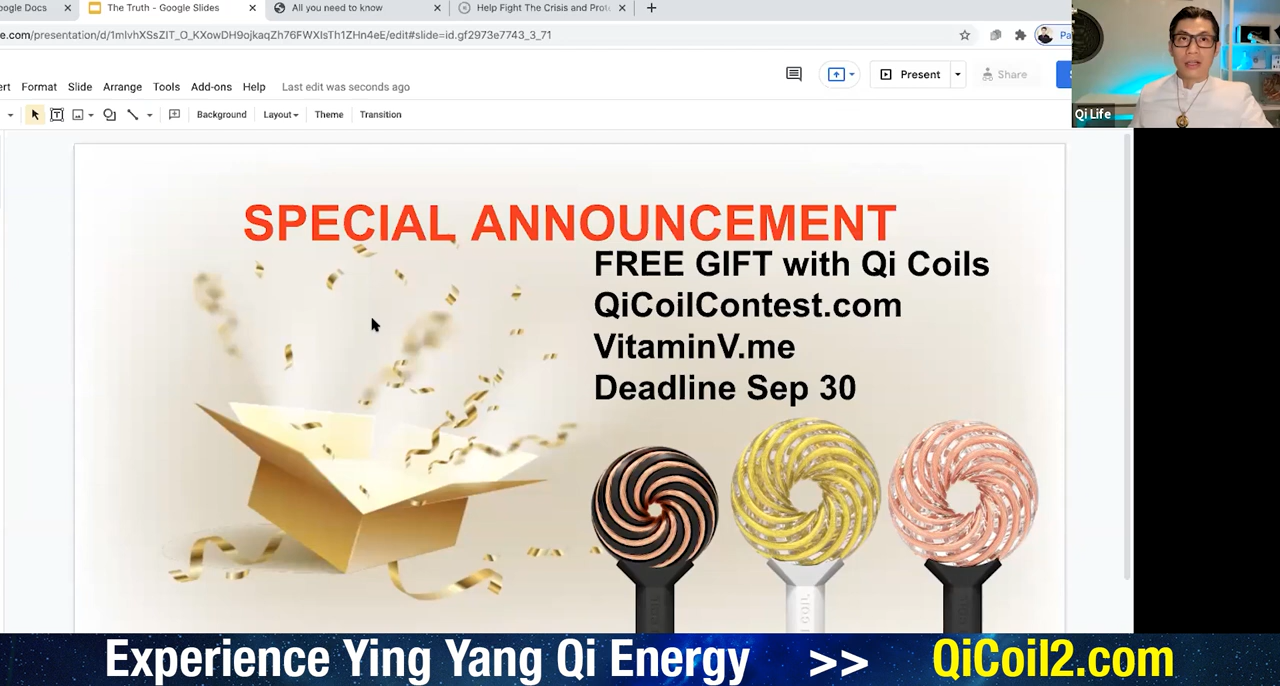 ogle Docs
The Truth - Google Slides
All you need to know
Help Fight The Crisis and Prote
e.com/presentation/d/1mlvhXSsZIT_O_KXowDH9ojkaqZh76FWXIsTh1ZHn4eE/edit#slide=id.gf2973e7743_3_71
Pa
ert Format Slide Arrange Tools Add-ons Help Last edit was seconds ago
Present
Share
Background Layout Theme Transition
Qi Life
SPECIAL ANNOUNCEMENT
FREE GIFT with Qi Coils
QiCoilContest.com
VitaminV.me
Deadline Sep 30
Experience Ying Yang Qi Energy >> QiCoil2.com